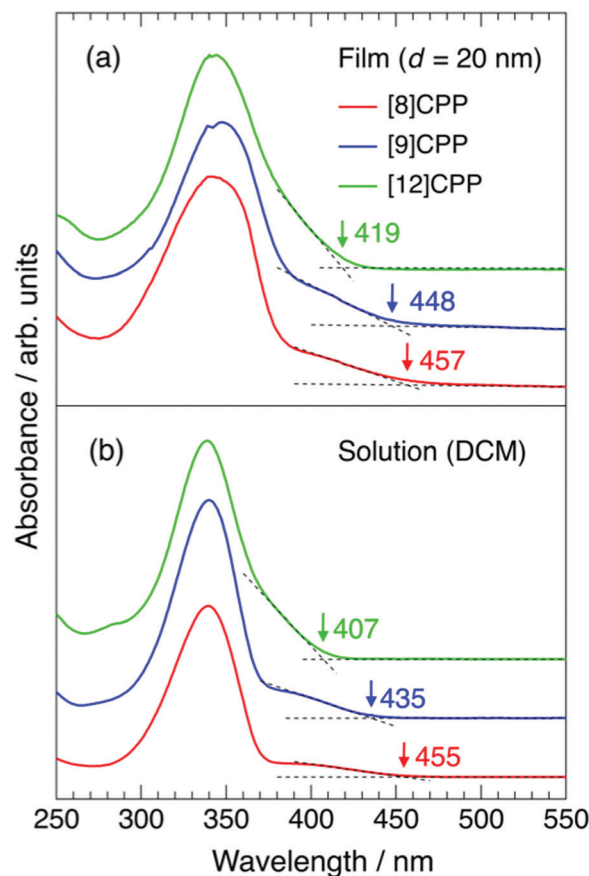 (a)
Film (d = 20 nm)
[8]CPP
[9]CPP
[12]CPP
419
448
457
Absorbance / arb. units
(b)
Solution (DCM)
407
435
455
250 300 350 400 450 500 550
Wavelength / nm